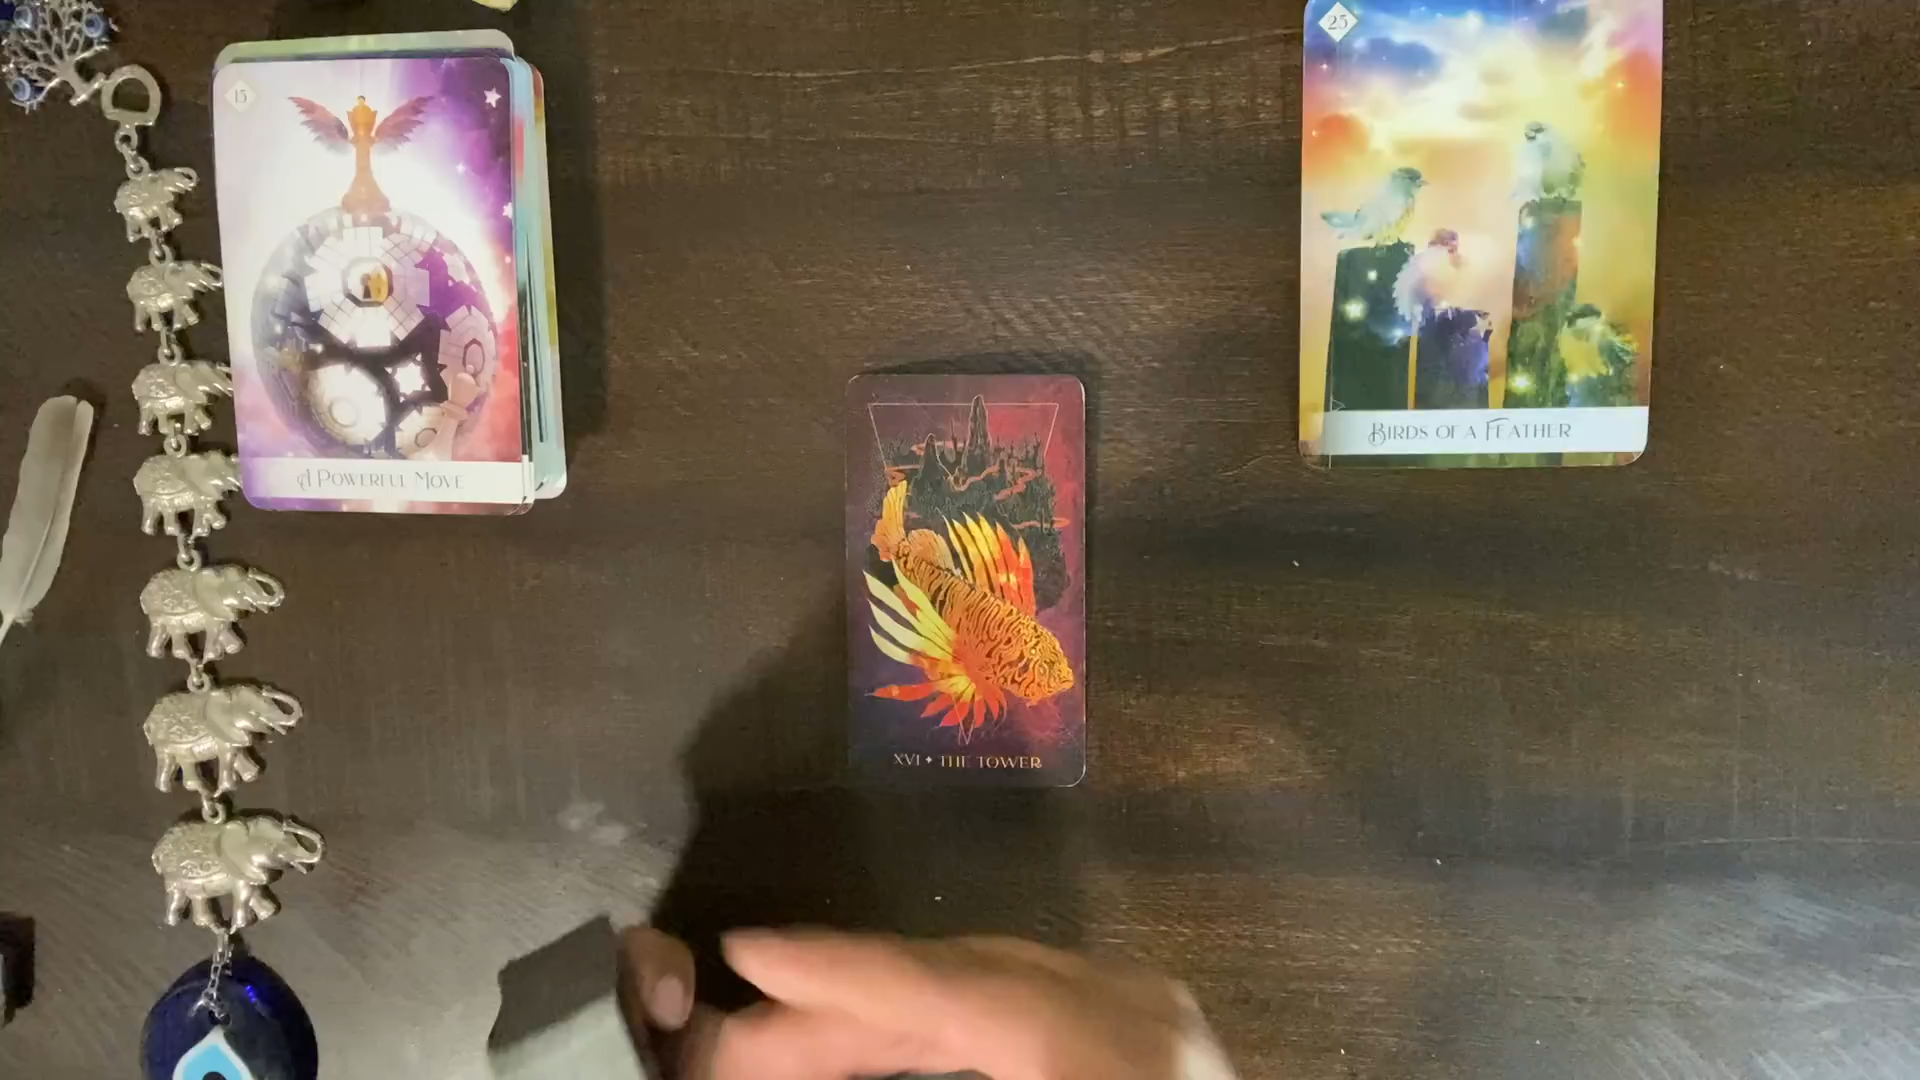 15
A POWERFUL MOVE
25
BIRDS OF A FEATHER
XVI ✦ THE TOWER